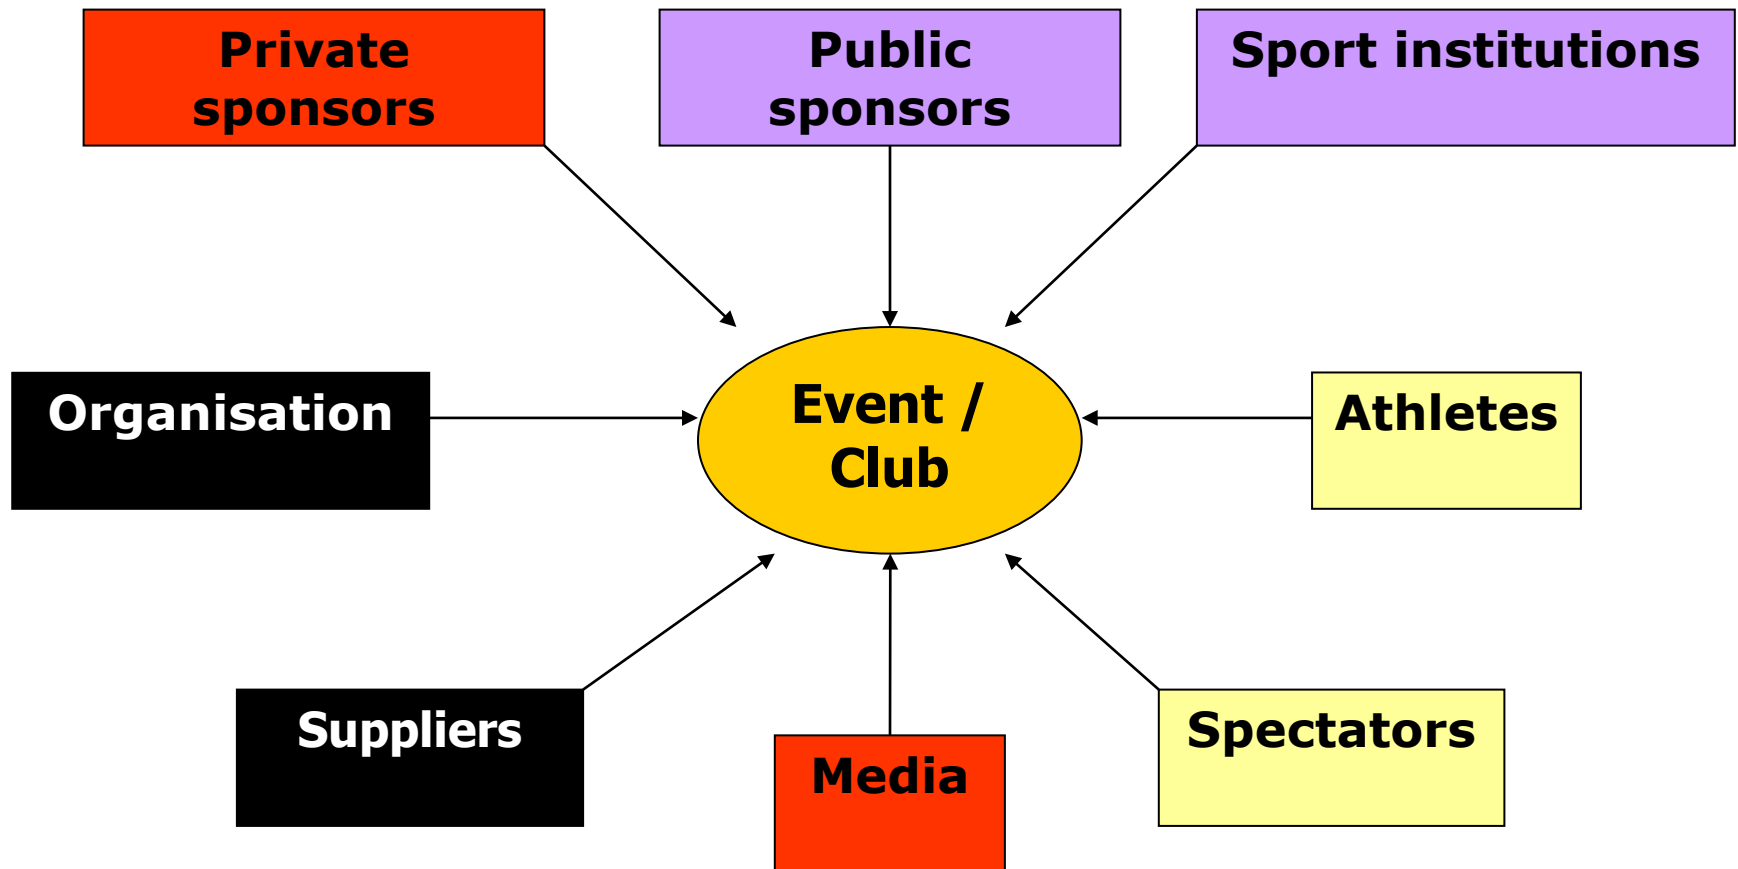 Private
sponsors
Public
sponsors
Sport institutions
Organisation
Event /
Club
Athletes
Suppliers
Media
Spectators